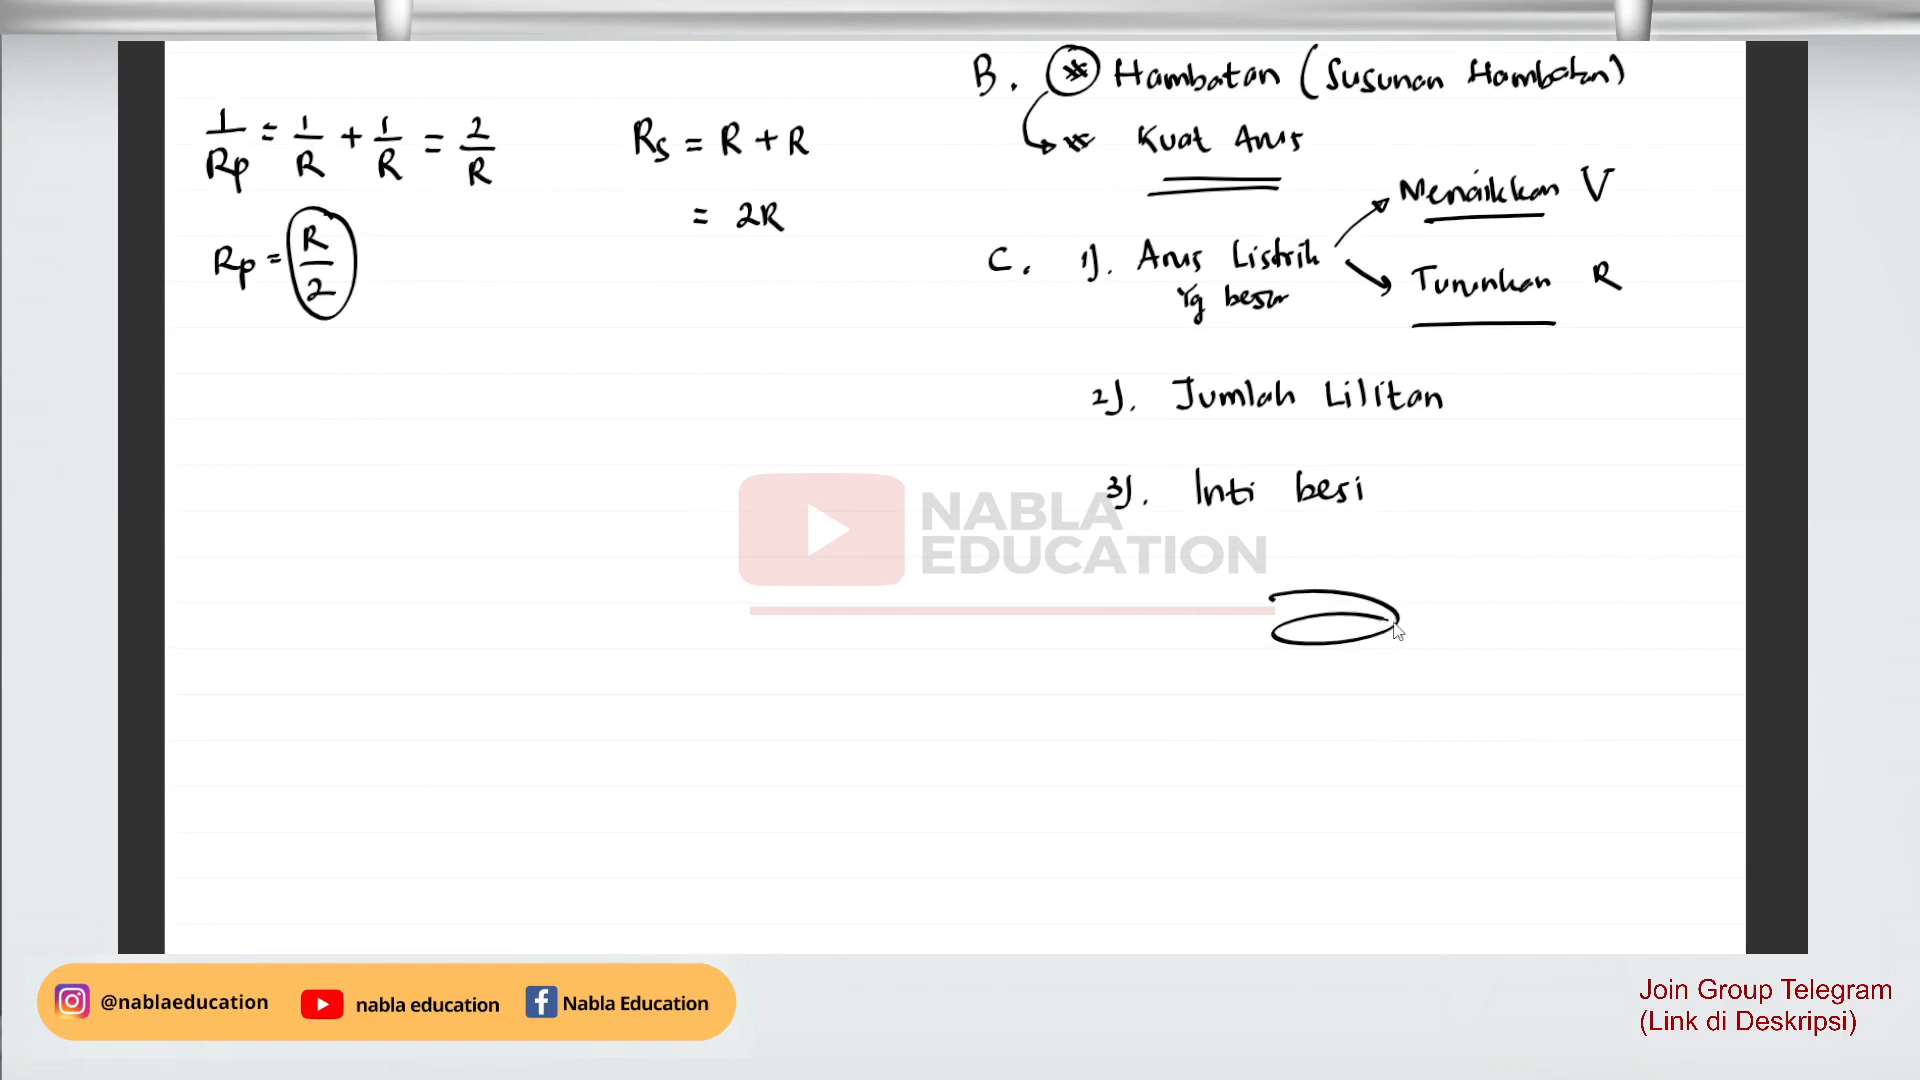 1/Rp = 1/R + 1/R = 2/R
Rp = R/2
Rs = R + R
= 2R
B. * Hambatan (Susunan Hambatan)
* Kuat Arus
C. 1). Arus Listrik
Yg besar
Menaikkan V
Turunkan R
2). Jumlah Lilitan
3). Inti besi
NABLA
EDUCATION
@nablaeducation nabla education Nabla Education
Join Group Telegram
(Link di Deskripsi)